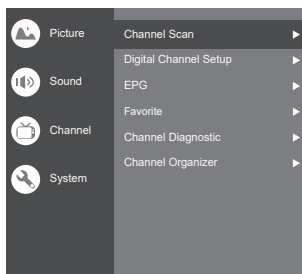 Picture
Sound
Channel
System
Channel Scan
Digital Channel Setup
EPG
Favorite
Channel Diagnostic
Channel Organizer